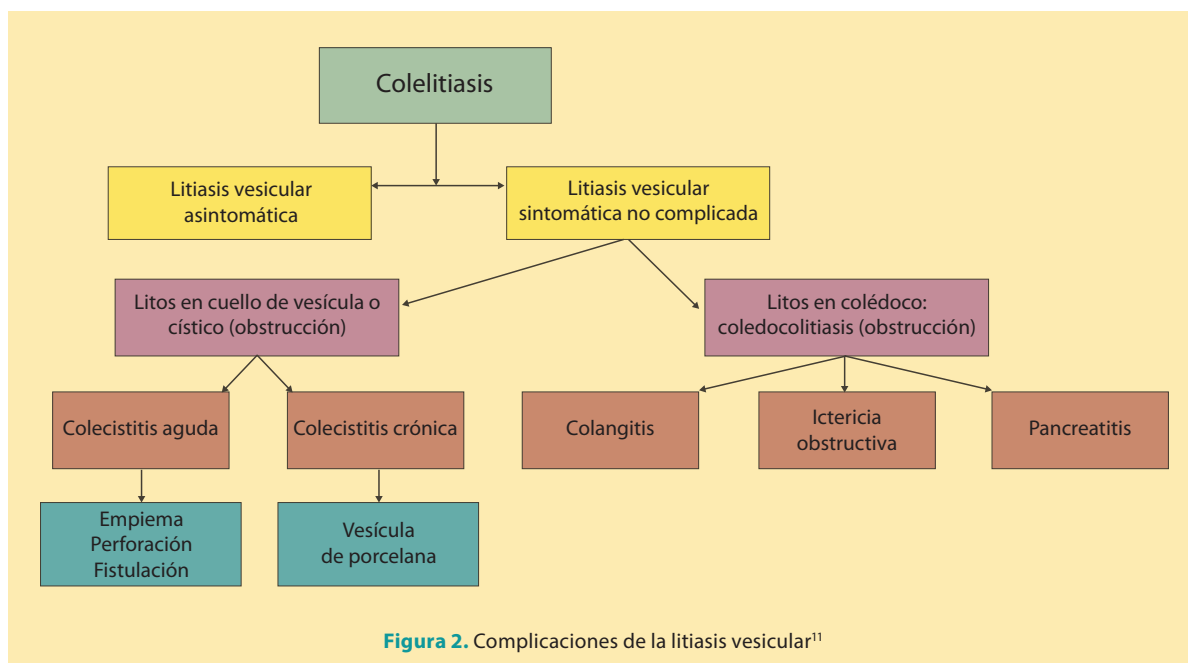 Colelitiasis
Litiasis vesicular
asintomática
Litiasis vesicular
sintomática no complicada
Litos en cuello de vesícula o
cístico (obstrucción)
Litos en colédoco:
coledocolitiasis (obstrucción)
Colecistitis aguda
Colecistitis crónica
Colangitis
Ictericia
obstructiva
Pancreatitis
Empiema
Perforación
Fistulación
Vesícula
de porcelana
Figura 2. Complicaciones de la litiasis vesicular¹¹